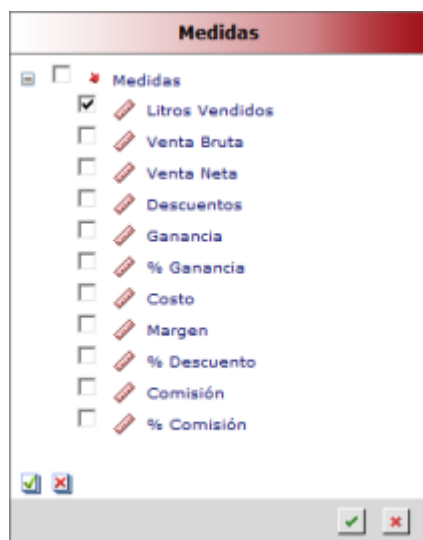 Medidas
Medidas
Litros Vendidos
Venta Bruta
Venta Neta
Descuentos
Ganancia
% Ganancia
Costo
Margen
% Descuento
Comisión
% Comisión